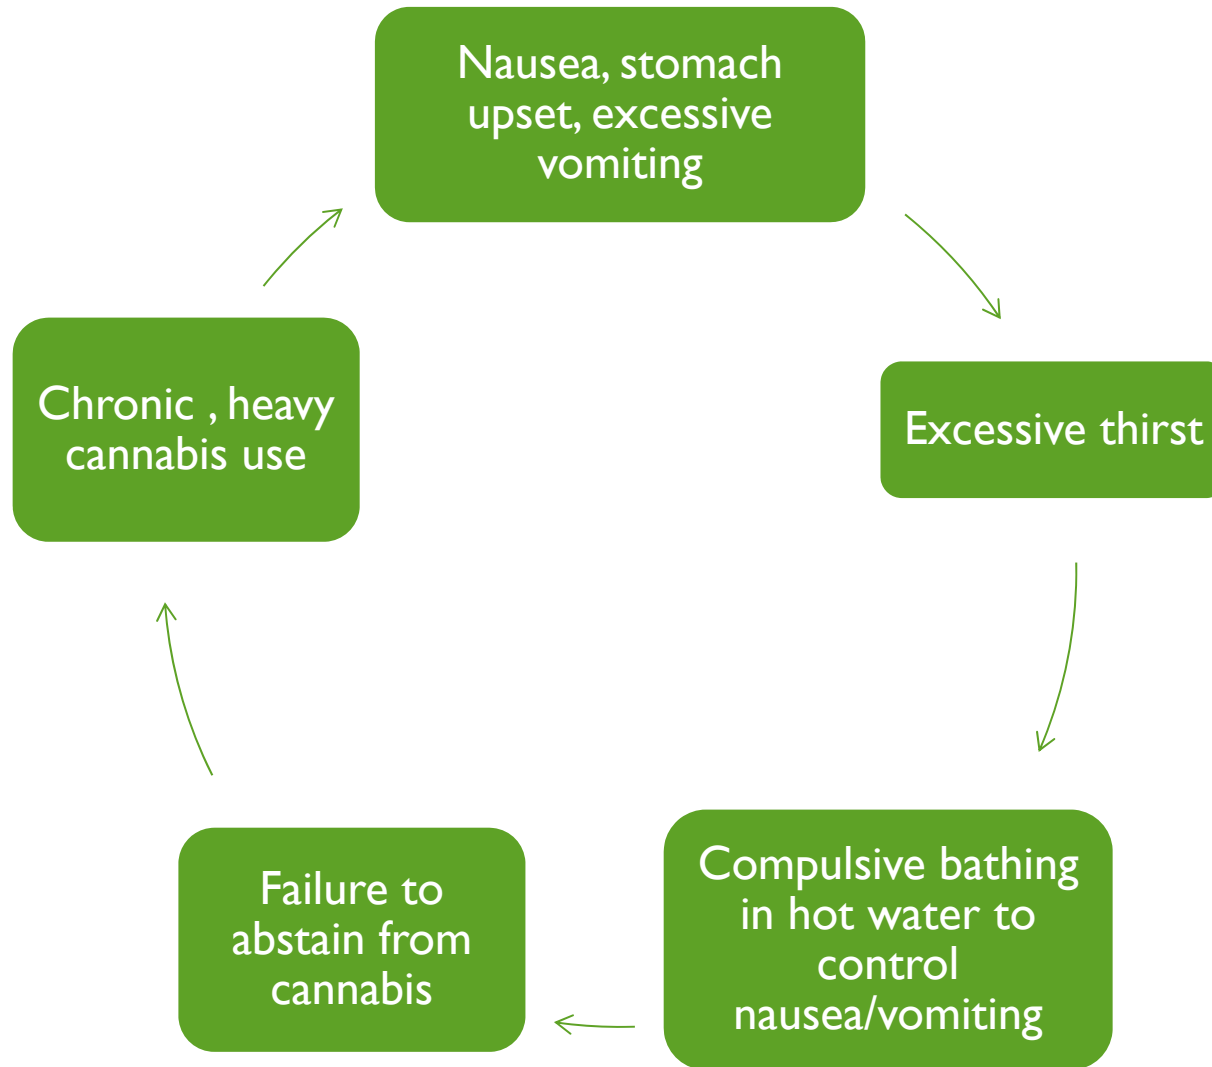 Nausea, stomach
upset, excessive
vomiting
Excessive thirst
Compulsive bathing
in hot water to
control
nausea/vomiting
Failure to
abstain from
cannabis
Chronic , heavy
cannabis use